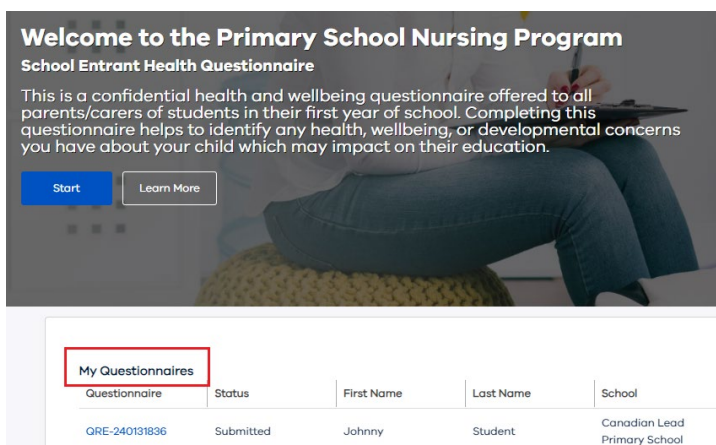 Welcome to the Primary School Nursing Program
School Entrant Health Questionnaire
This is a confidential health and wellbeing questionnaire offered to all
parents/carers of students in their first year of school. Completing this
questionnaire helps to identify any health, wellbeing, or developmental concerns
you have about your child which may impact on their education.
Start Learn More
My Questionnaires
Questionnaire Status First Name Last Name School
QRE-240131836 Submitted Johnny Student Canadian Lead
Primary School